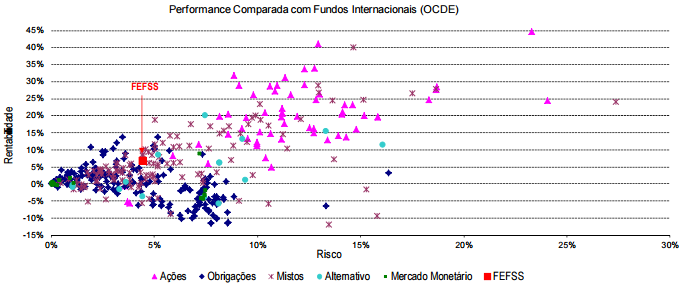 Performance Comparada com Fundos Internacionais (OCDE)
45%
40%
35%
30%
25%
20%
15%
10%
5%
0%
-5%
-10%
-15%
Rentabilidade
FEFSS
0% 5% 10% 15% 20% 25% 30%
Risco
Ações Obrigações Mistos Alternativo Mercado Monetário FEFSS